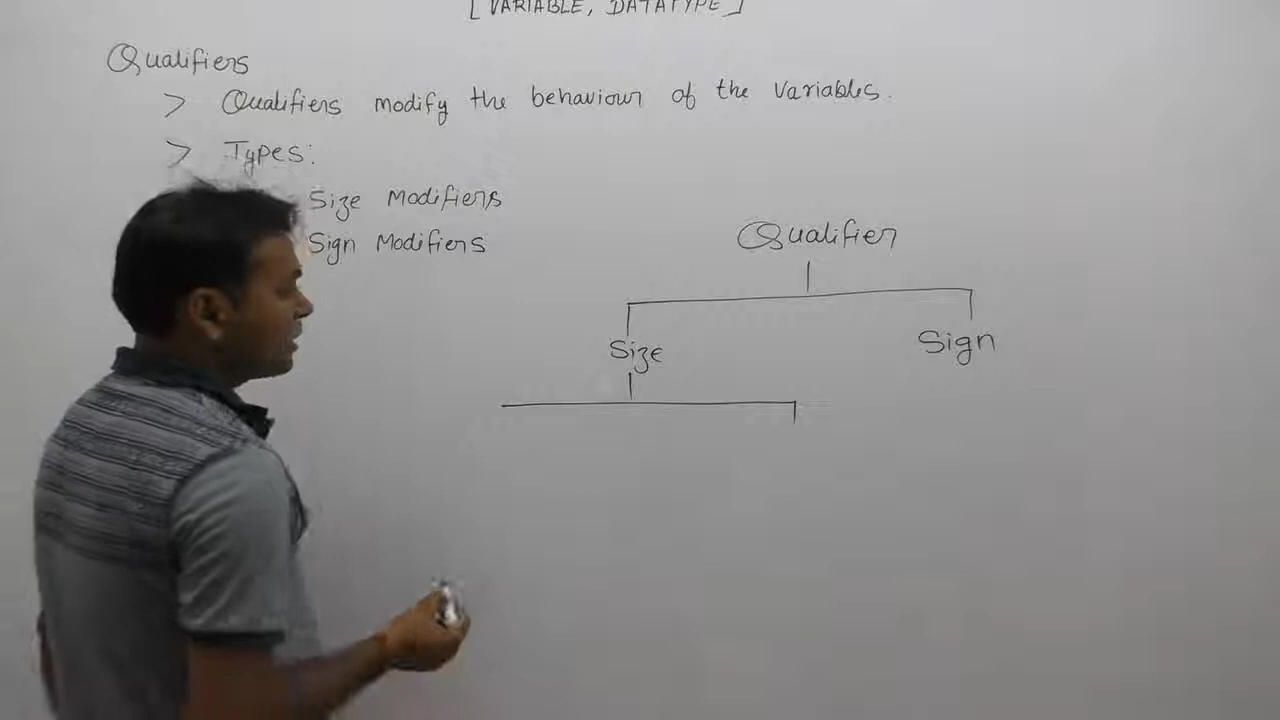 [VARIABLE, DATATYPE]
Qualifiers
> Qualifiers modify the behaviour of the variables.
> Types:
Size Modifiers
Sign Modifiers
Qualifier
Size
Sign